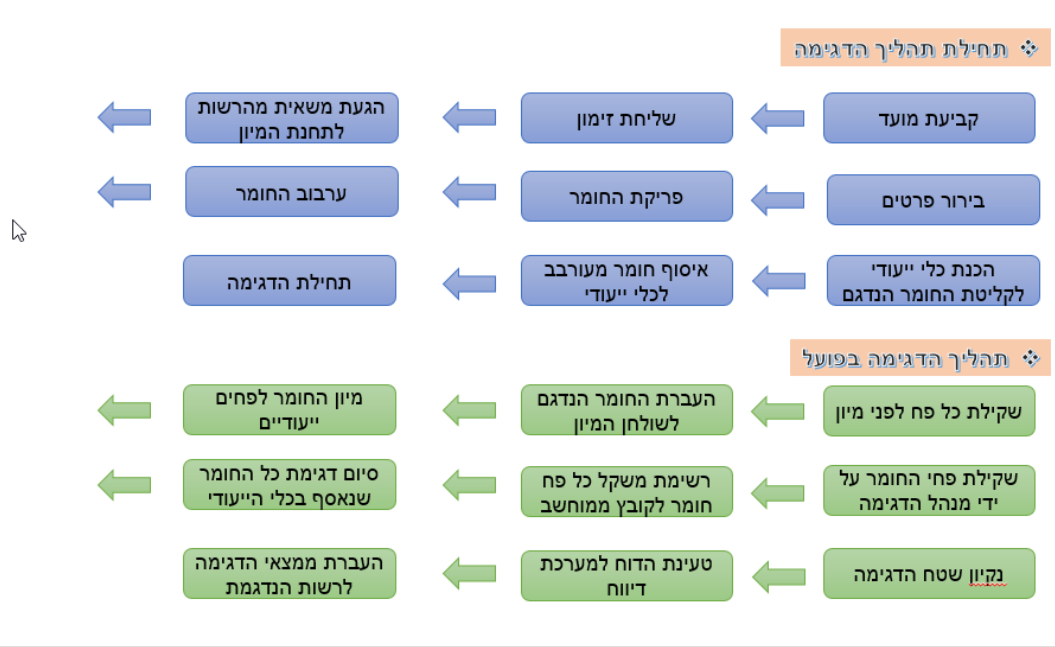 ❖ תחילת תהליך הדגימה
קביעת מועד
שליחת זימון
הגעת משאית מהרשות
לתחנת המיון
בירור פרטים
פריקת החומר
ערבוב החומר
הכנת כלי ייעודי
לקליטת החומר הנדגם
איסוף חומר מעורבב
לכלי ייעודי
תחילת הדגימה
❖ תהליך הדגימה בפועל
שקילת כל פח לפני מיון
העברת החומר הנדגם
לשולחן המיון
מיון החומר לפחים
ייעודיים
שקילת פחי החומר על
ידי מנהל הדגימה
רשימת משקל כל פח
חומר לקובץ ממוחשב
סיום דגימת כל החומר
שנאסף בכלי הייעודי
נקיון שטח הדגימה
טעינת הדוח למערכת
דיווח
העברת ממצאי הדגימה
לרשות הנדגמת